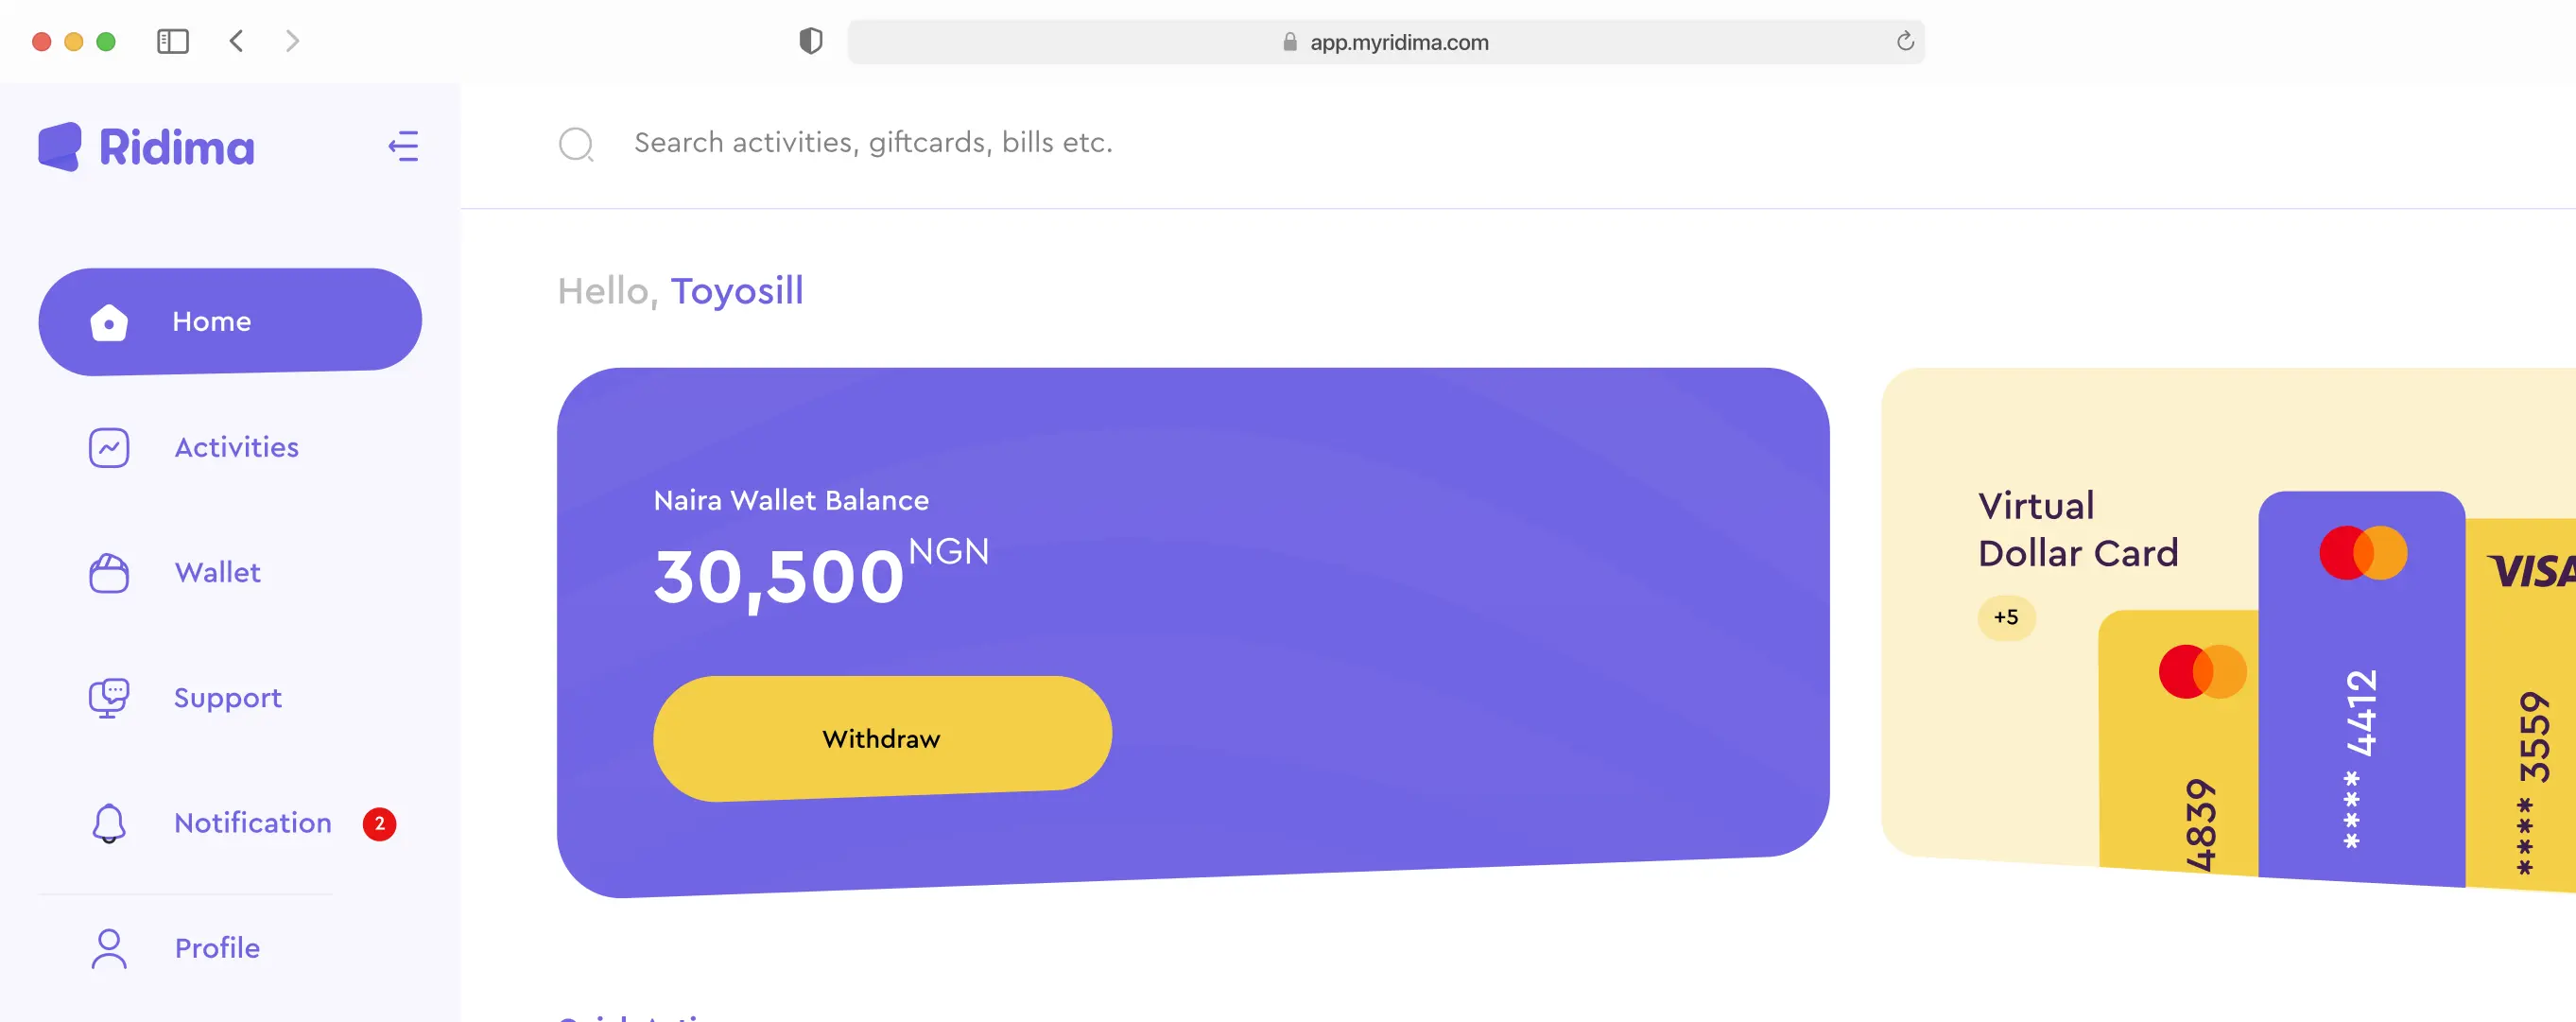 app.myridima.com
Ridima
Search activities, giftcards, bills etc.
Hello, Toyosill
Home
Activities
Wallet
Support
Notification 2
Profile
Naira Wallet Balance
30,500 NGN
Withdraw
Virtual
Dollar Card
+5
4839
**** 4412
VISA
**** 3559